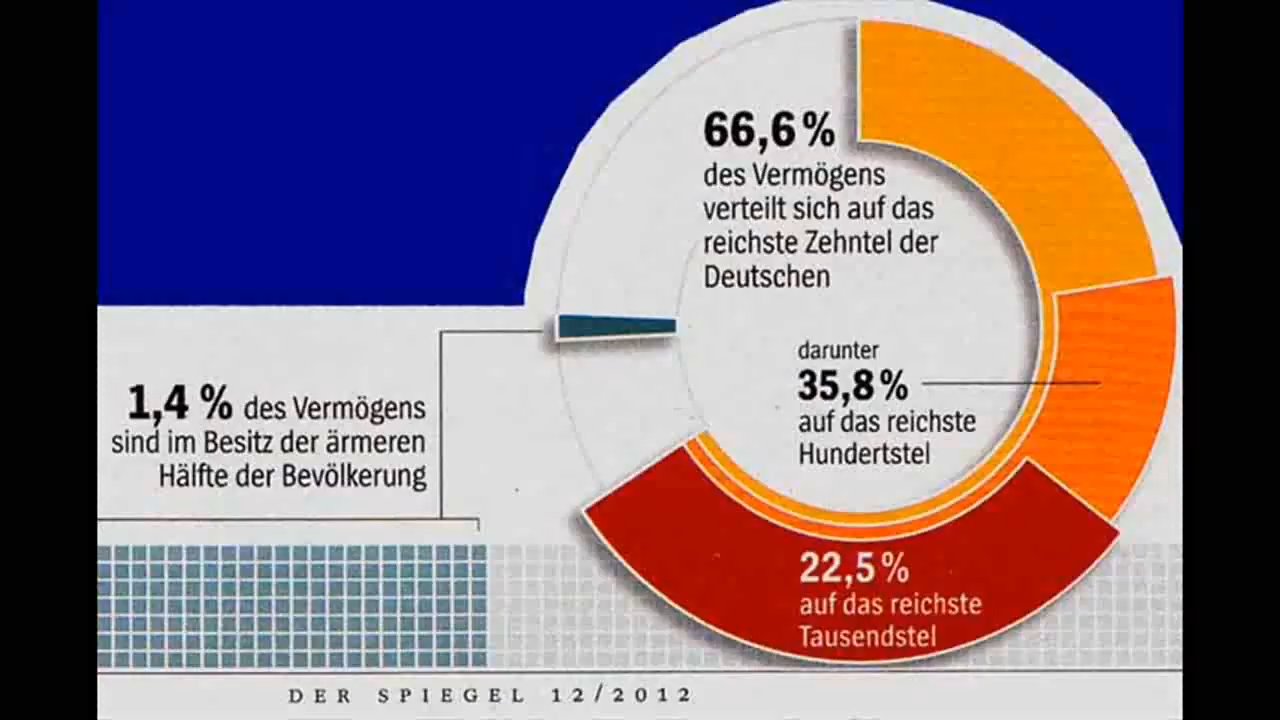 66,6 %
des Vermögens
verteilt sich auf das
reichste Zehntel der
Deutschen
darunter
35,8 %
auf das reichste
Hundertstel
1,4 % des Vermögens
sind im Besitz der ärmeren
Hälfte der Bevölkerung
22,5 %
auf das reichste
Tausendstel
DER SPIEGEL 12/2012